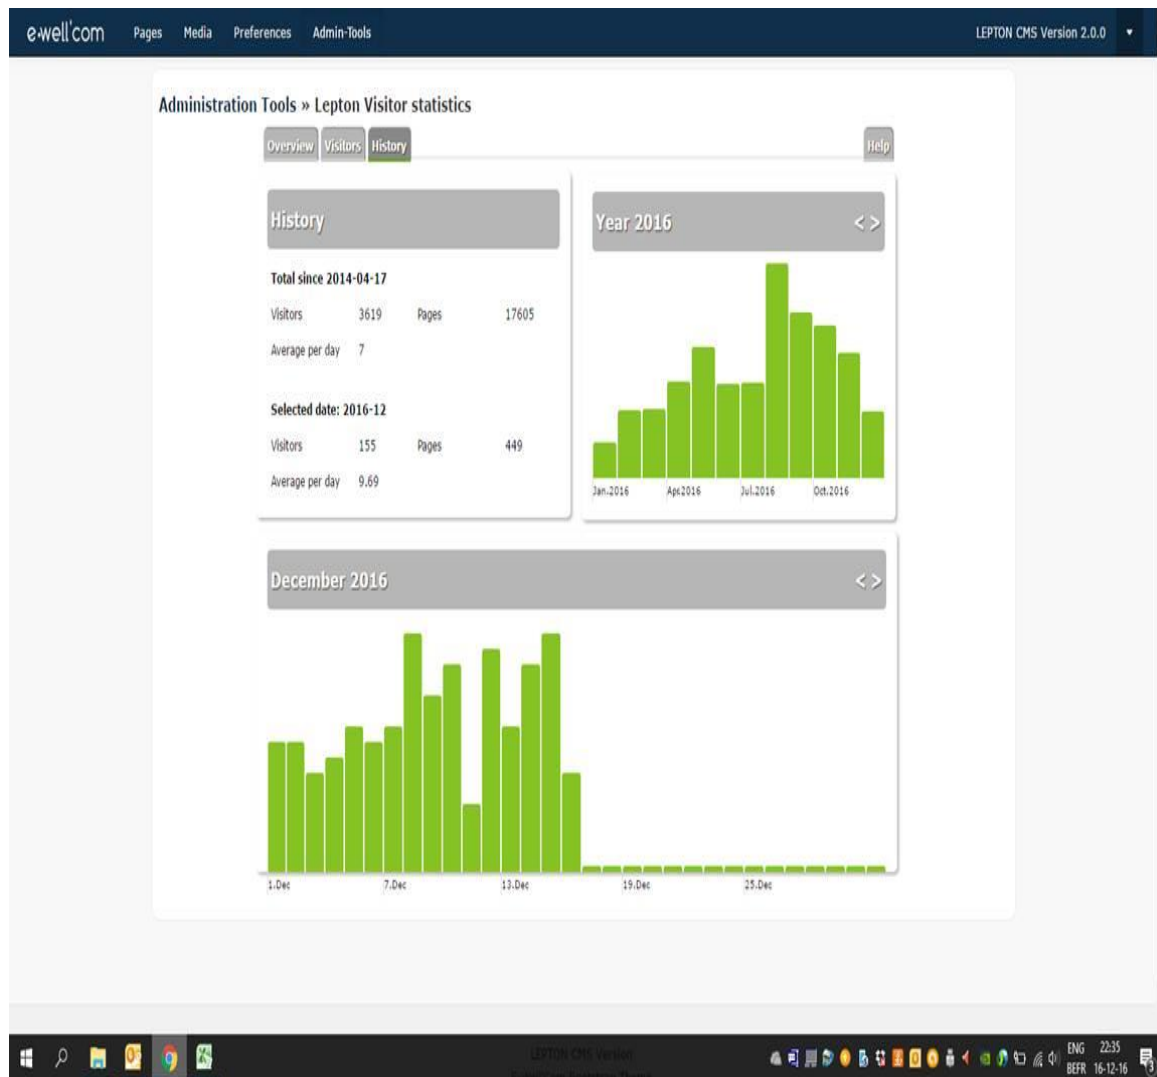 e-well'com Pages Media Preferences Admin-Tools LEPTON CMS Version 2.0.0
Administration Tools » Lepton Visitor statistics
Overview Visitors History Help
History
Total since 2014-04-17
Visitors 3619 Pages 17605
Average per day 7
Selected date: 2016-12
Visitors 155 Pages 449
Average per day 9.69
Year 2016 < >
Jan.2016 Apr.2016 Jul.2016 Oct.2016
December 2016 < >
1.Dec 7.Dec 13.Dec 19.Dec 25.Dec
LEPTON CMS Version
ENG 22:35
BEFR 16-12-16